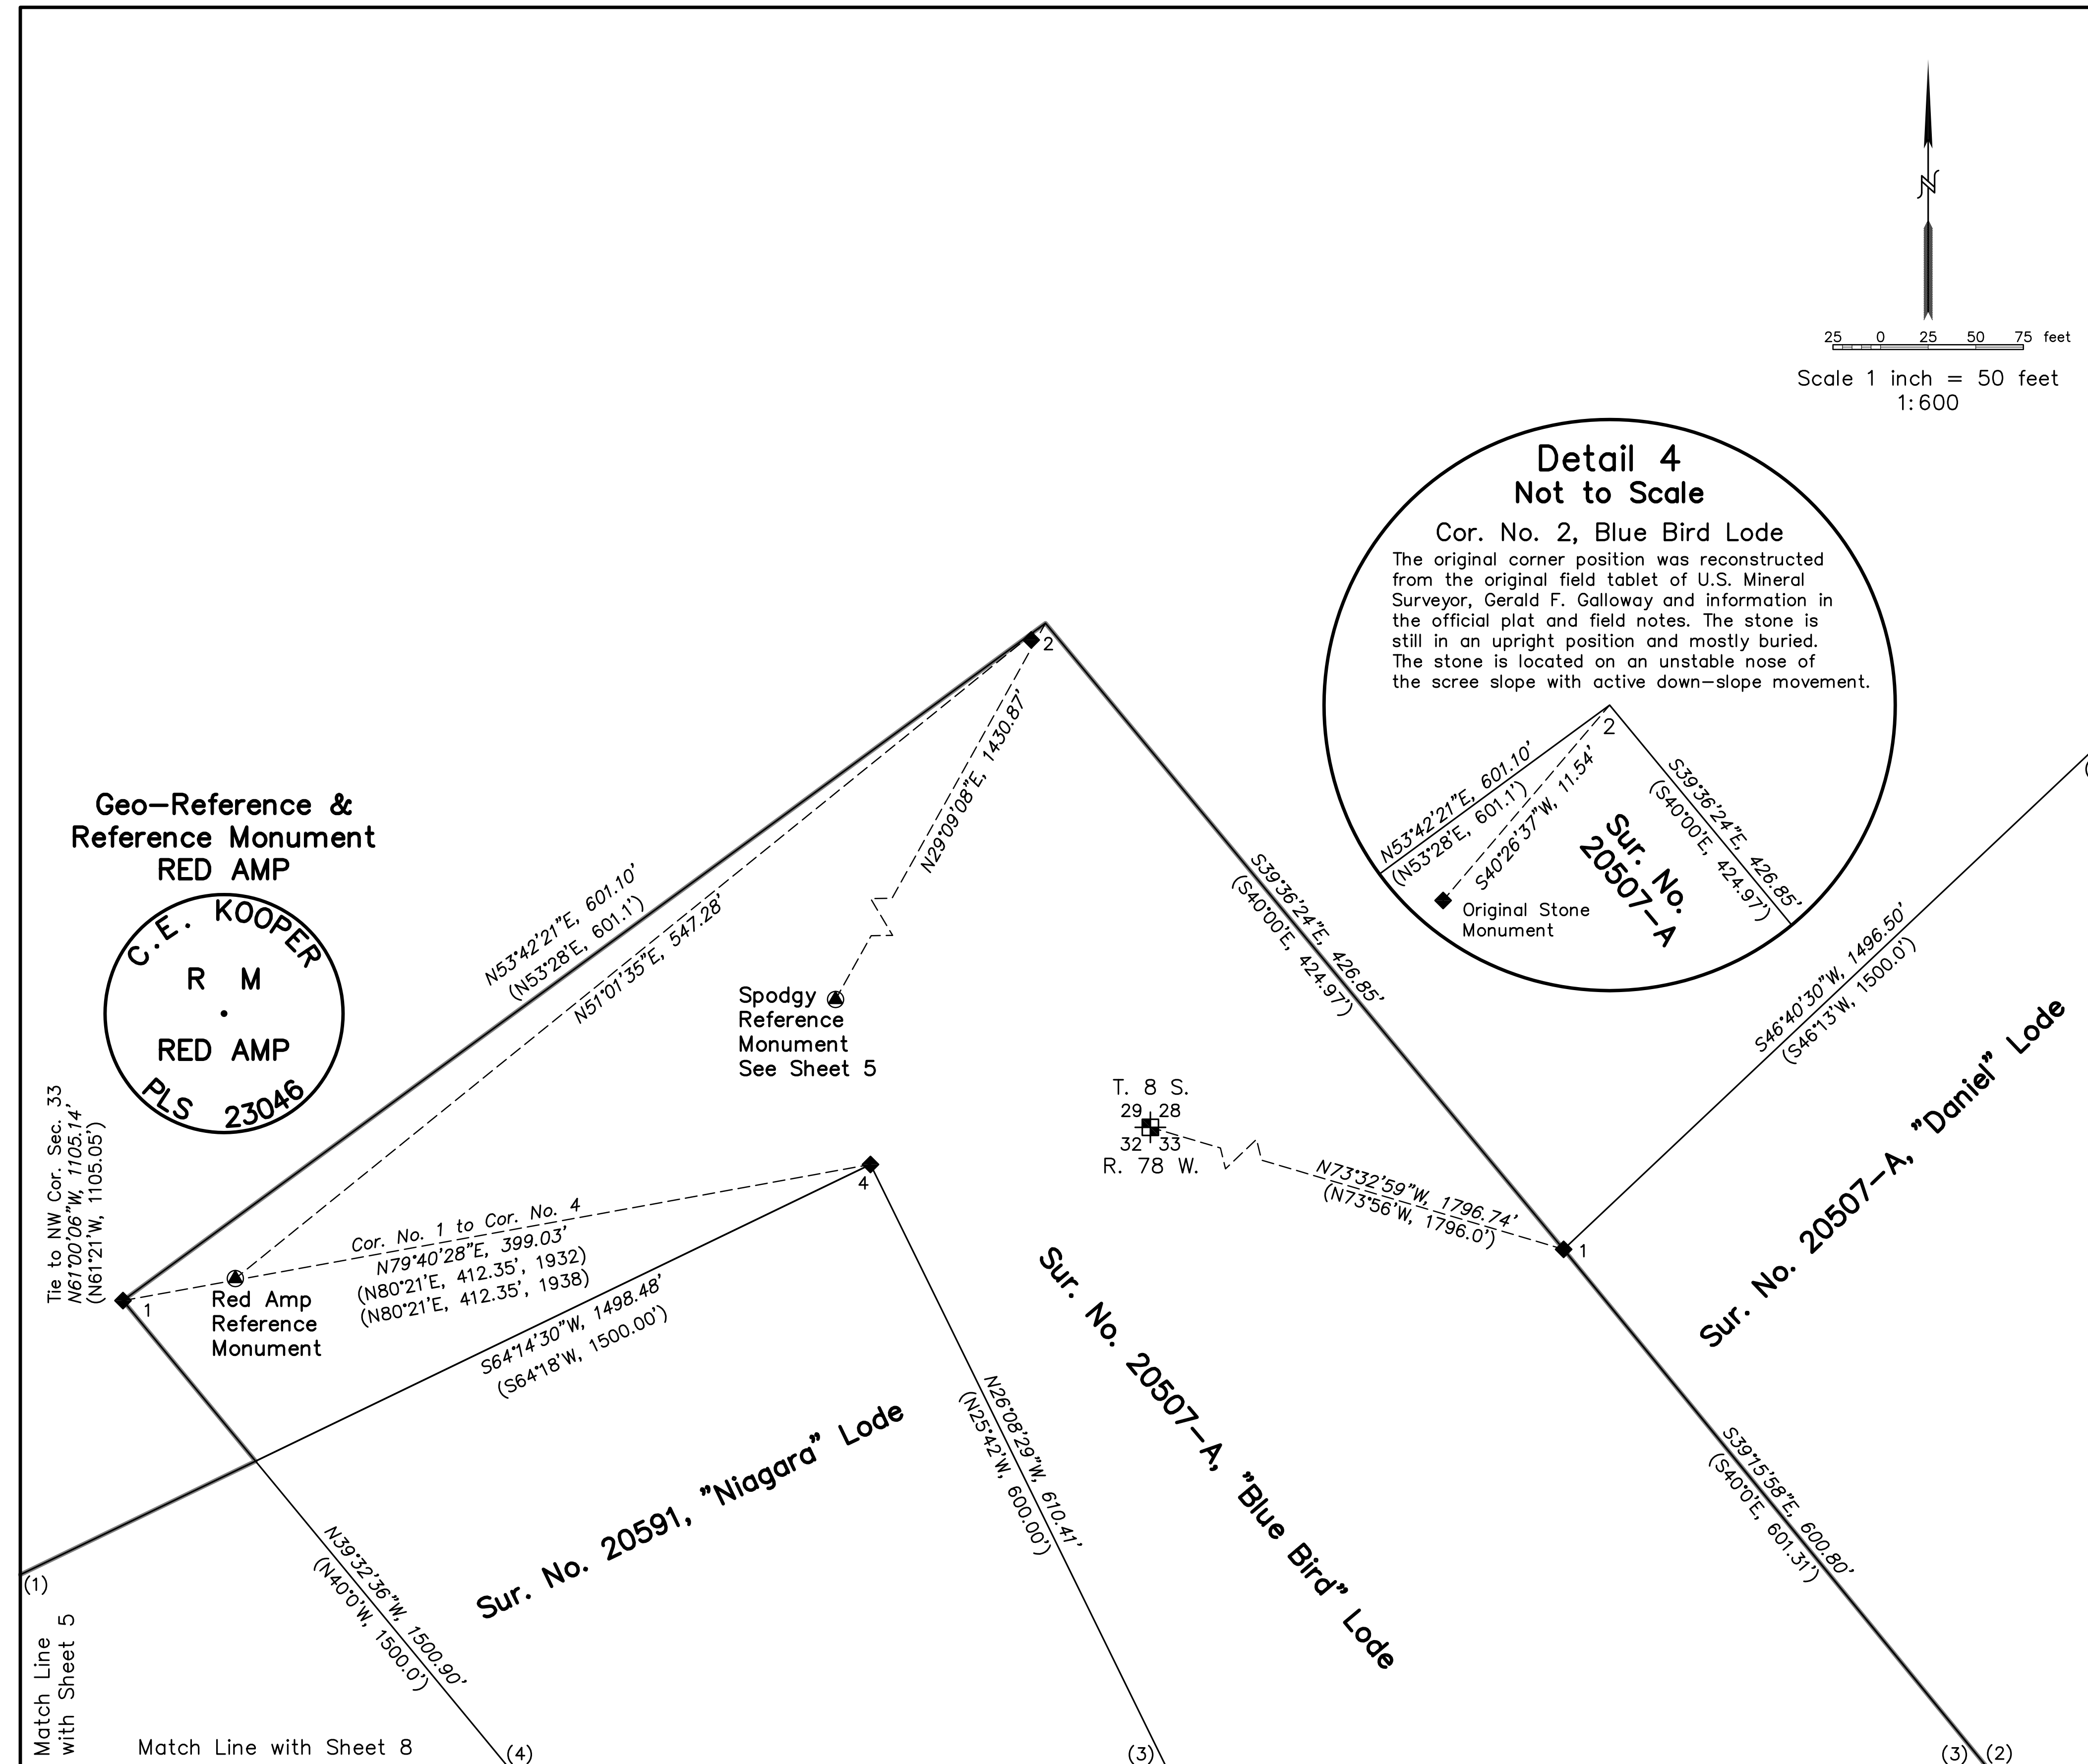 N
25 0 25 50 75 feet
Scale 1 inch = 50 feet
1:600
Detail 4
Not to Scale
Cor. No. 2, Blue Bird Lode
The original corner position was reconstructed
from the original field tablet of U.S. Mineral
Surveyor, Gerald F. Galloway and information in
the official plat and field notes. The stone is
still in an upright position and mostly buried.
The stone is located on an unstable nose of
the scree slope with active down-slope movement.
2
N53°42'21"E, 601.10'
(N53°28'E, 601.1')
S40°26'37"W, 11.54'
S39°36'24"E, 426.85'
(S40°00'E, 424.97')
Sur. No.
20507-A
Original Stone
Monument
2
N29°09'08"E, 1430.87'
Geo-Reference &
Reference Monument
RED AMP
C.E. KOOPER
R M
RED AMP
PLS 23046
N53°42'21"E, 601.10'
(N53°28'E, 601.1')
N51°01'35"E, 547.28'
Spodgy
Reference
Monument
See Sheet 5
S39°36'24"E, 426.85'
(S40°00'E, 424.97')
S46°40'30"W, 1496.50'
(S46°13'W, 1500.0')
Sur. No. 20507-A, "Daniel" Lode
T. 8 S.
29 28
32 33
R. 78 W.
N73°32'59"W, 1796.74'
(N73°56'W, 1796.0')
1
Tie to NW Cor. Sec. 33
N61°00'06"W, 1105.14'
(N61°21'W, 1105.05')
1
Red Amp
Reference
Monument
4
Cor. No. 1 to Cor. No. 4
N79°40'28"E, 399.03'
(N80°21'E, 412.35', 1932)
(N80°21'E, 412.35', 1938)
S64°14'30"W, 1498.48'
(S64°18'W, 1500.00')
Sur. No. 20591, "Niagara" Lode
N26°08'29"W, 610.41'
(N25°42'W, 600.00')
Sur. No. 20507-A, "Blue Bird" Lode
S39°15'58"E, 600.80'
(S40°0'E, 601.31')
N39°32'36"W, 1500.90'
(N40°0'W, 1500.0')
(1)
Match Line
with Sheet 5
Match Line with Sheet 8
(4)
(3)
(3) (2)